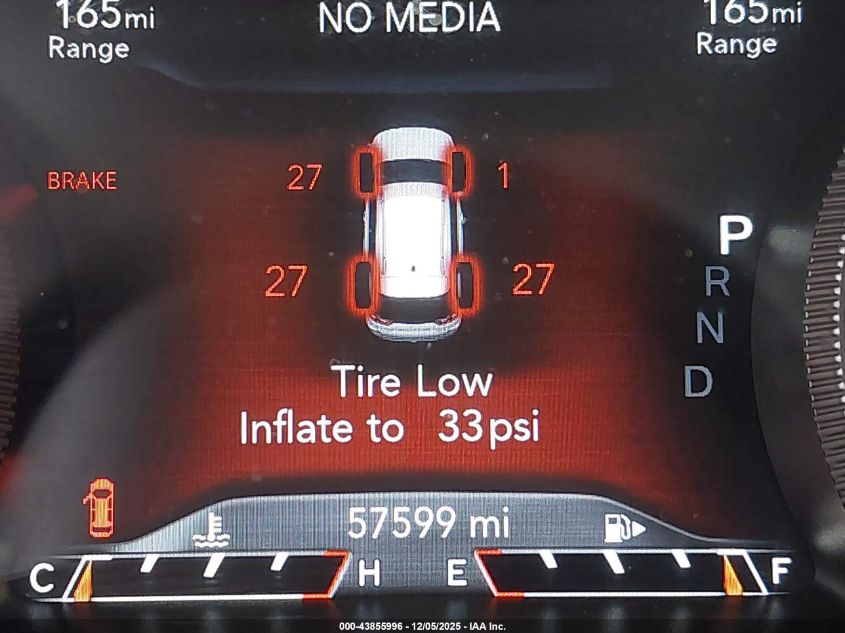 165mi
Range
NO MEDIA
165mi
Range
BRAKE
27
1
27
27
P
R
N
D
Tire Low
Inflate to 33psi
57599 mi
C
H
E
F
000-43855996 - 12/05/2025 - IAA Inc.